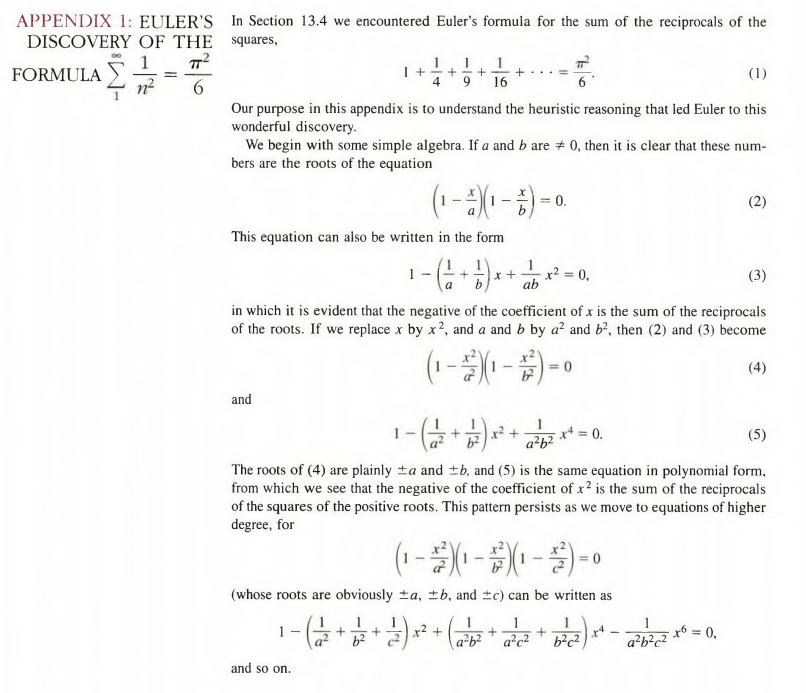 APPENDIX 1: EULER'S
DISCOVERY OF THE
FORMULA ∑_{1}^{∞} 1/n² = π²/6
In Section 13.4 we encountered Euler's formula for the sum of the reciprocals of the
squares,
1 + 1/4 + 1/9 + 1/16 + · · · = π²/6. (1)
Our purpose in this appendix is to understand the heuristic reasoning that led Euler to this
wonderful discovery.
We begin with some simple algebra. If a and b are ≠ 0, then it is clear that these num-
bers are the roots of the equation
(1 − x/a)(1 − x/b) = 0. (2)
This equation can also be written in the form
1 − (1/a + 1/b) x + 1/ab x² = 0, (3)
in which it is evident that the negative of the coefficient of x is the sum of the reciprocals
of the roots. If we replace x by x², and a and b by a² and b², then (2) and (3) become
(1 − x²/a²)(1 − x²/b²) = 0 (4)
and
1 − (1/a² + 1/b²) x² + 1/a²b² x⁴ = 0. (5)
The roots of (4) are plainly ±a and ±b, and (5) is the same equation in polynomial form,
from which we see that the negative of the coefficient of x² is the sum of the reciprocals
of the squares of the positive roots. This pattern persists as we move to equations of higher
degree, for
(1 − x²/a²)(1 − x²/b²)(1 − x²/c²) = 0
(whose roots are obviously ±a, ±b, and ±c) can be written as
1 − (1/a² + 1/b² + 1/c²) x² + (1/a²b² + 1/a²c² + 1/b²c²) x⁴ − 1/a²b²c² x⁶ = 0,
and so on.